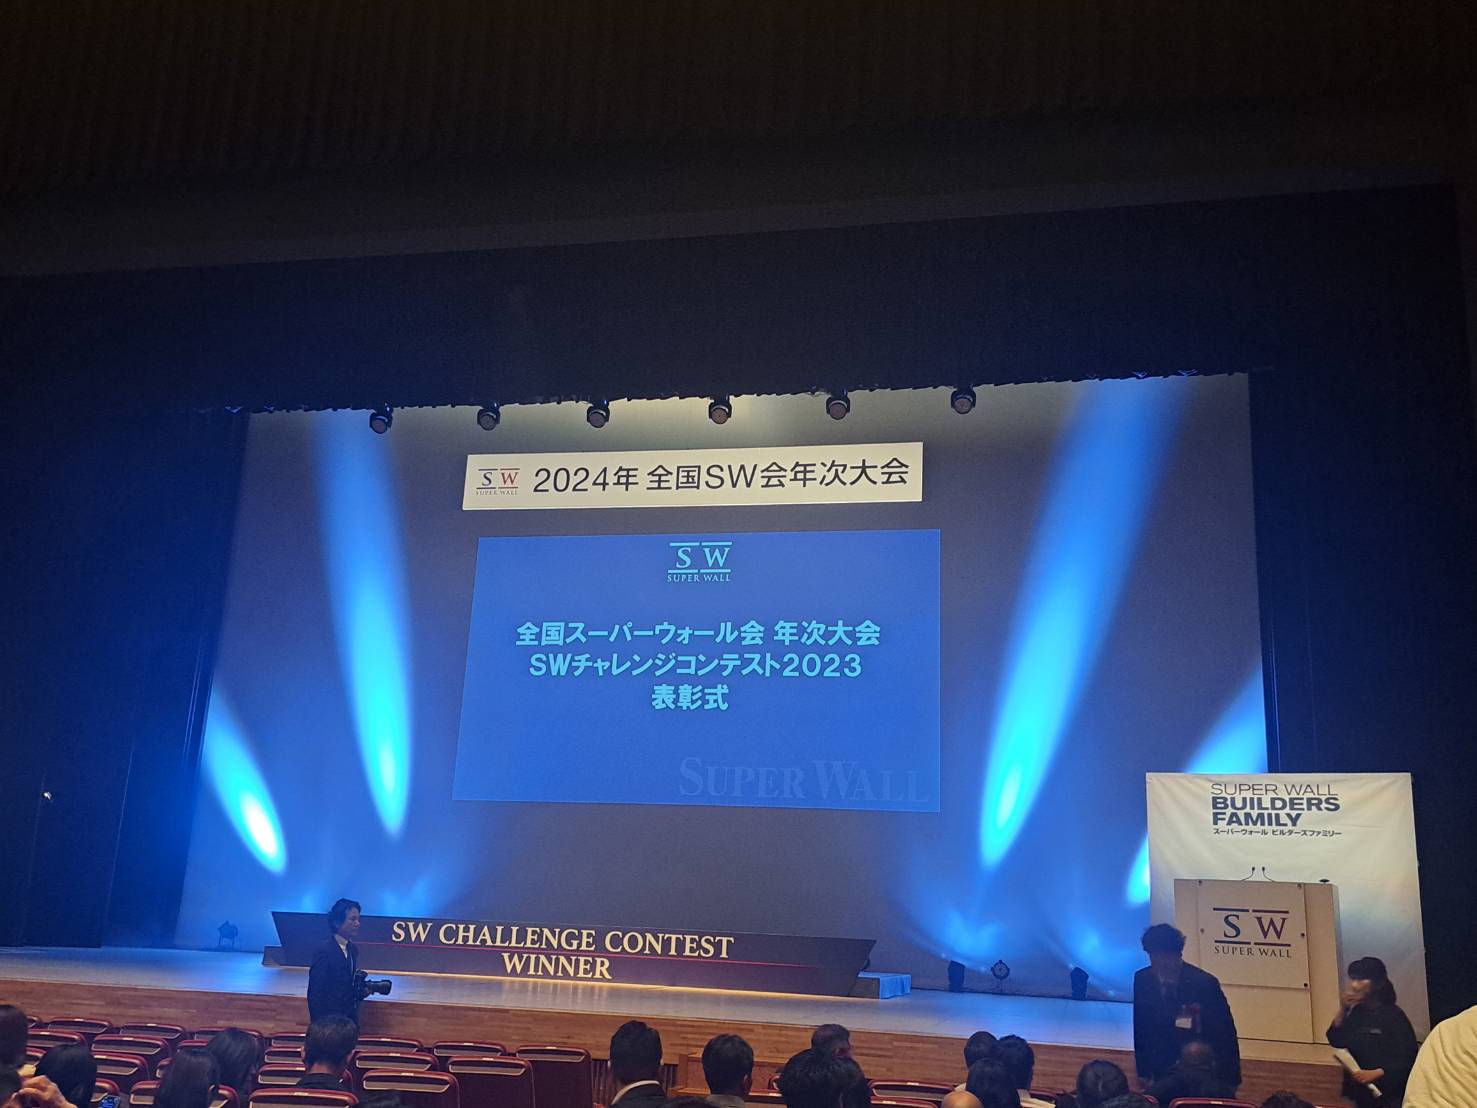 SW
SUPER WALL
2024年 全国SW会年次大会
SW
SUPER WALL
全国スーパーウォール会 年次大会
SWチャレンジコンテスト2023
表彰式
SUPER WALL
SUPER WALL
BUILDERS
FAMILY
スーパーウォール ビルダーズファミリー
SW
SUPER WALL
SW CHALLENGE CONTEST
WINNER